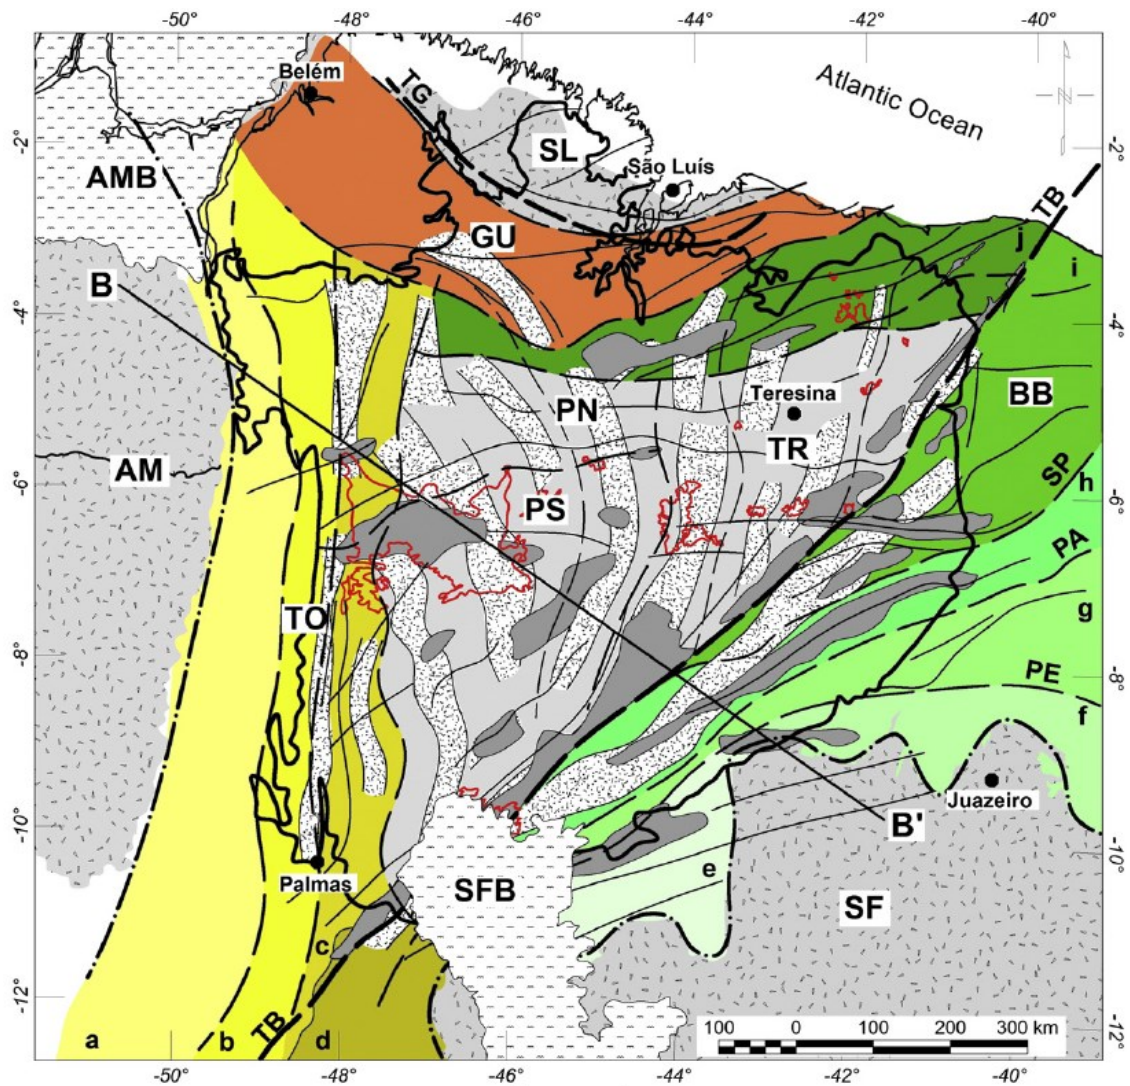 -50° -48° -46° -44° -42° -40°
Belém
Atlantic Ocean
N
TG
-2° -2°
SL
São Luís
AMB
TB
GU
j
i
B
-4° -4°
Teresina
PN
BB
TR
AM
SP
h
-6° -6°
PS
PA
TO
g
-8° -8°
PE
f
Juazeiro
-10° B' -10°
Palmas
e
SFB
SF
c
-12° -12°
TB
a b d
100 0 100 200 300 km
-50° -48° -46° -44° -42° -40°